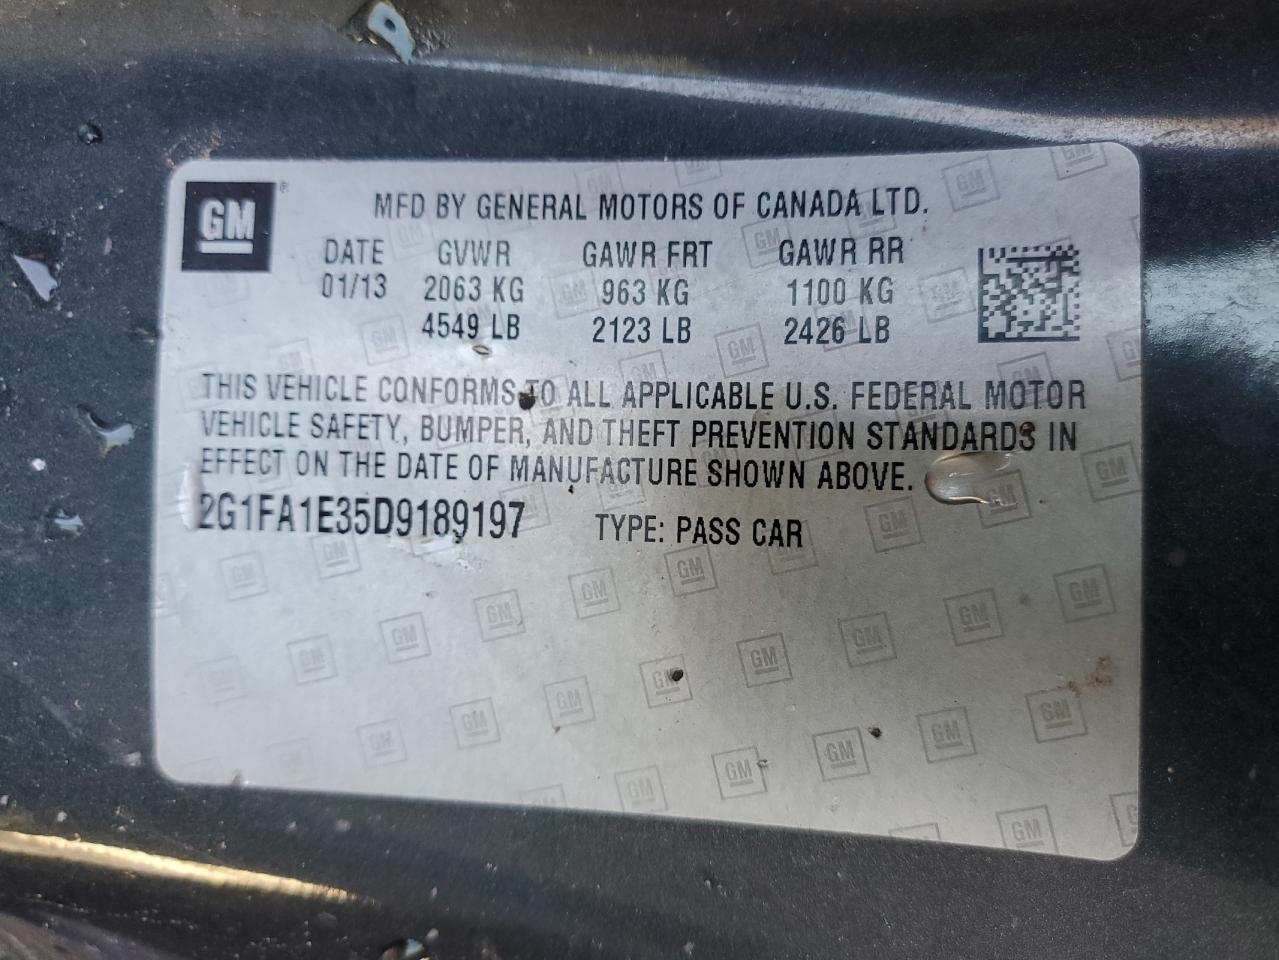 GM ®
MFD BY GENERAL MOTORS OF CANADA LTD.
DATE GVWR GAWR FRT GAWR RR
01/13 2063 KG 963 KG 1100 KG
4549 LB 2123 LB 2426 LB
THIS VEHICLE CONFORMS TO ALL APPLICABLE U.S. FEDERAL MOTOR
VEHICLE SAFETY, BUMPER, AND THEFT PREVENTION STANDARDS IN
EFFECT ON THE DATE OF MANUFACTURE SHOWN ABOVE.
2G1FA1E35D9189197 TYPE: PASS CAR